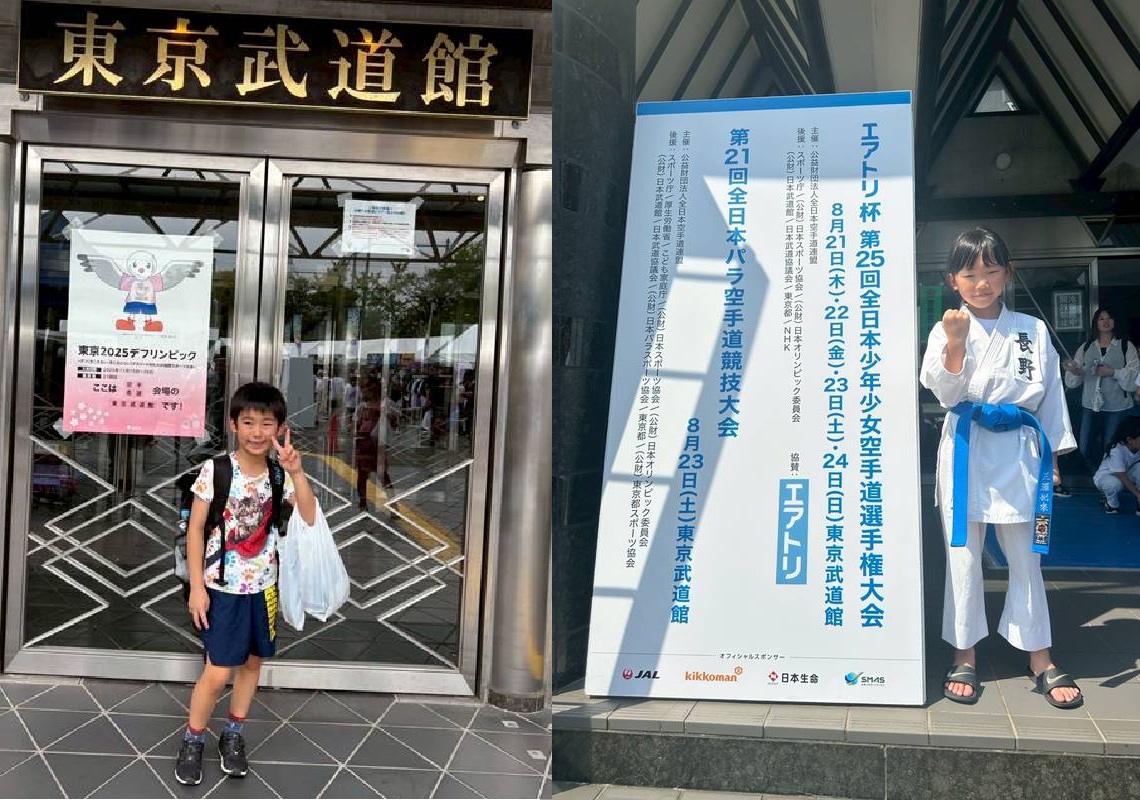 東京武道館
東京2025デフリンピック
ここは 空手 会場の
東京武道館 です!
エアトリ杯 第25回全日本少年少女空手道選手権大会
8月21日(木)・22日(金)・23日(土)・24日(日)東京武道館
主催:公益財団法人全日本空手道連盟
後援:スポーツ庁/(公財)日本スポーツ協会/(公財)日本オリンピック委員会
(公財)日本武道館/日本武道協議会/東京都/NHK
協賛:エアトリ
第21回全日本パラ空手道競技大会
8月23日(土)東京武道館
主催:公益財団法人全日本空手道連盟
後援:スポーツ庁/厚生労働省/こども家庭庁/(公財)日本スポーツ協会/(公財)日本オリンピック委員会
(公財)日本武道館/日本武道協議会/(公財)日本パラスポーツ協会/東京都/(公財)東京都スポーツ協会
オフィシャルスポンサー
JAL kikkoman 日本生命 SMAS
長野